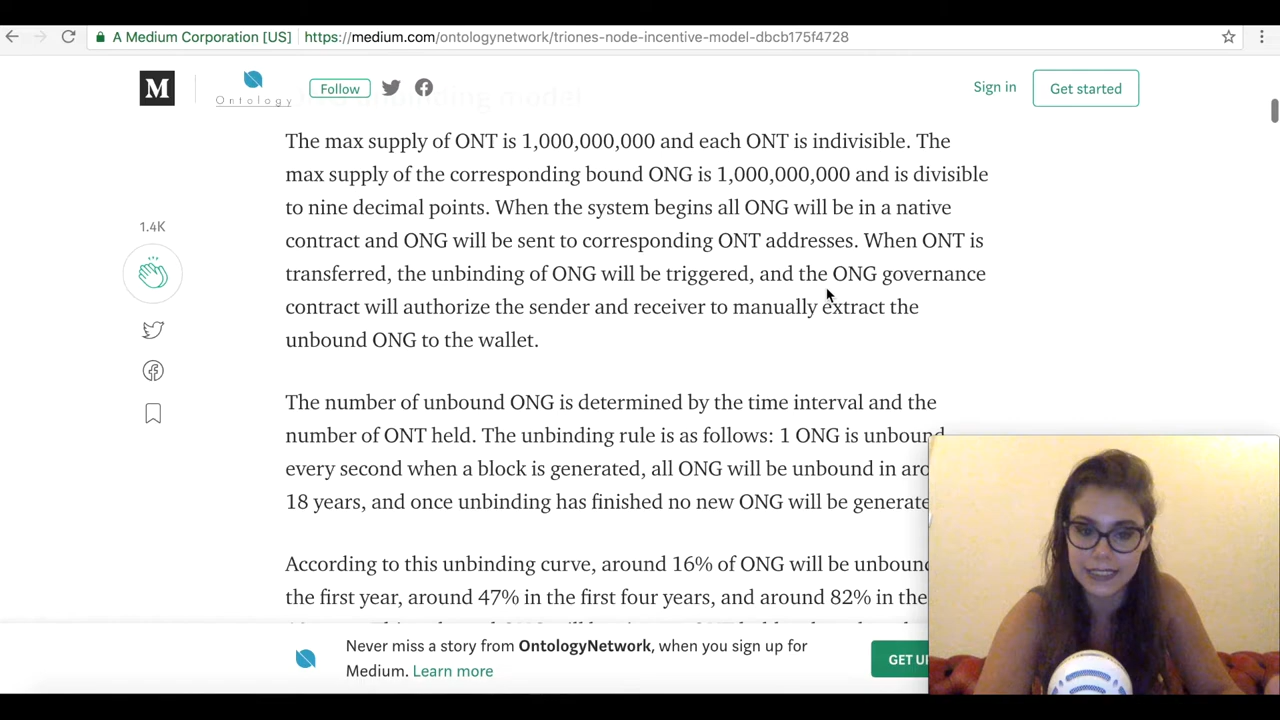 A Medium Corporation [US]
https://medium.com/ontologynetwork/triones-node-incentive-model-dbcb175f4728
M
Ontology
Follow
Sign in
Get started
unbinding model
The max supply of ONT is 1,000,000,000 and each ONT is indivisible. The
max supply of the corresponding bound ONG is 1,000,000,000 and is divisible
to nine decimal points. When the system begins all ONG will be in a native
contract and ONG will be sent to corresponding ONT addresses. When ONT is
transferred, the unbinding of ONG will be triggered, and the ONG governance
contract will authorize the sender and receiver to manually extract the
unbound ONG to the wallet.
1.4K
The number of unbound ONG is determined by the time interval and the
number of ONT held. The unbinding rule is as follows: 1 ONG is unbound
every second when a block is generated, all ONG will be unbound in
18 years, and once unbinding has finished no new ONG will be
According to this unbinding curve, around 16% of ONG will be
the first year, around 47% in the first four years, and around 82% in the
Never miss a story from OntologyNetwork, when you sign up for
Medium. Learn more
GET